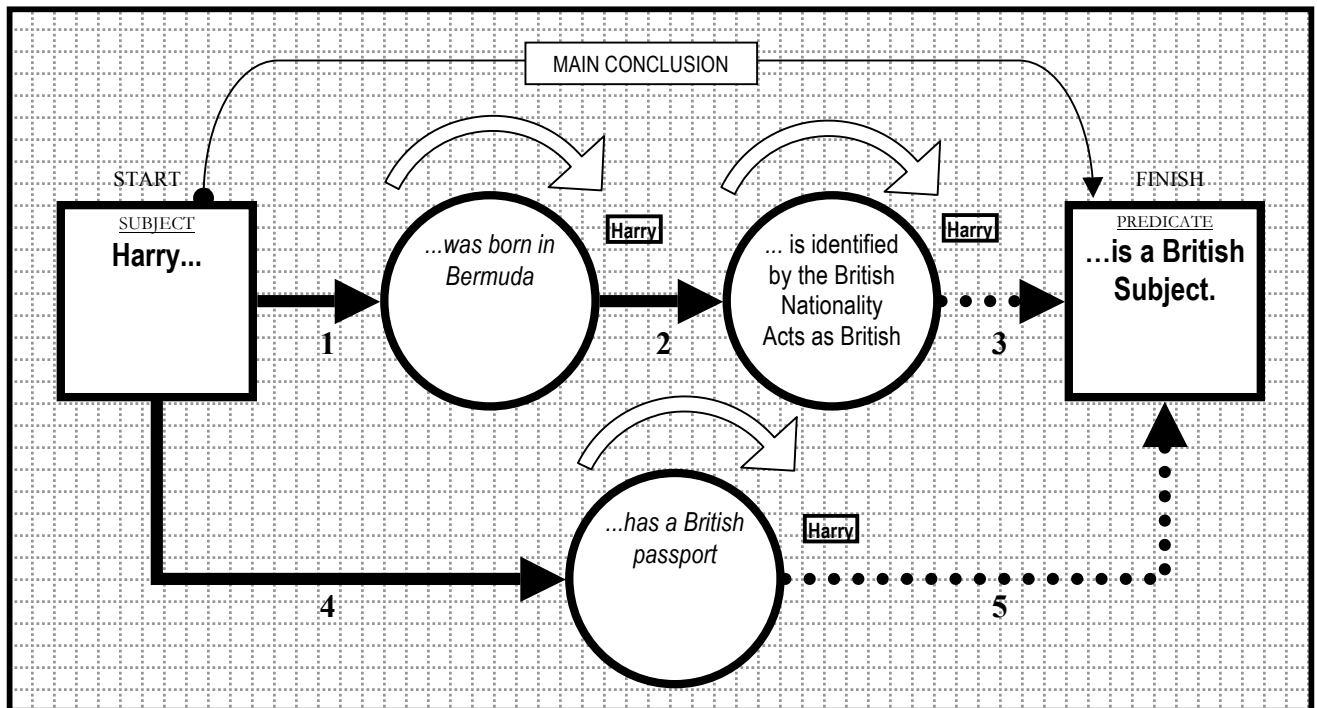 MAIN CONCLUSION
START
FINISH
SUBJECT
Harry...
...was born in
Bermuda
Harry
... is identified
by the British
Nationality
Acts as British
Harry
PREDICATE
...is a British
Subject.
1
2
3
...has a British
passport
Harry
4
5